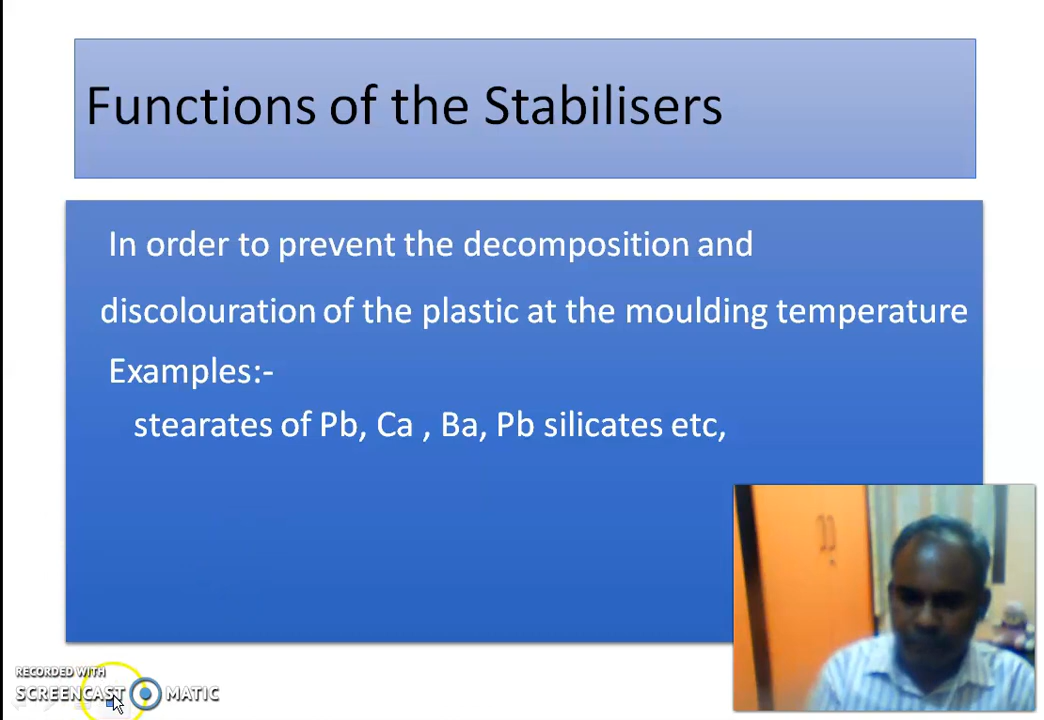 Functions of the Stabilisers
In order to prevent the decomposition and
discolouration of the plastic at the moulding temperature
Examples:-
stearates of Pb, Ca , Ba, Pb silicates etc,
RECORDED WITH
SCREENCAST MATIC